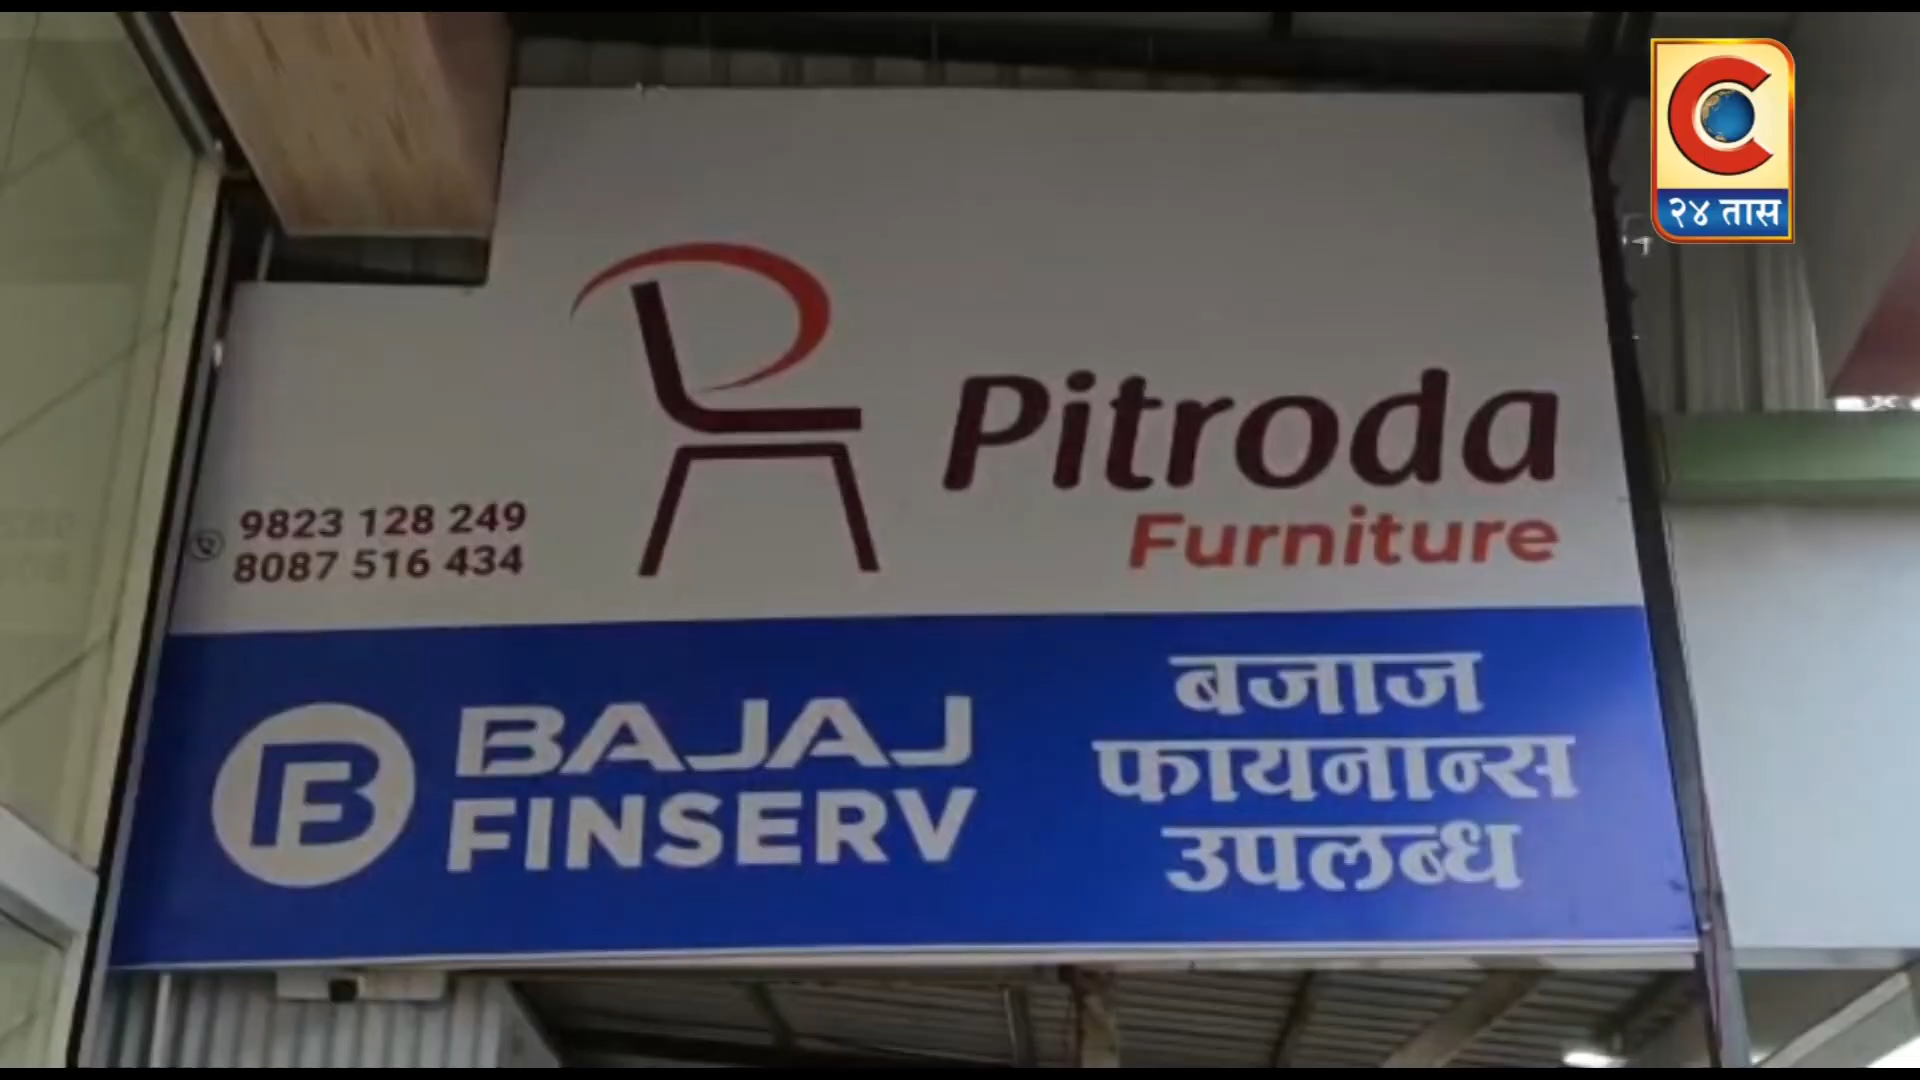 २४ तास
Pitroda
Furniture
9823 128 249
8087 516 434
BAJAJ
FINSERV
बजाज
फायनान्स
उपलब्ध